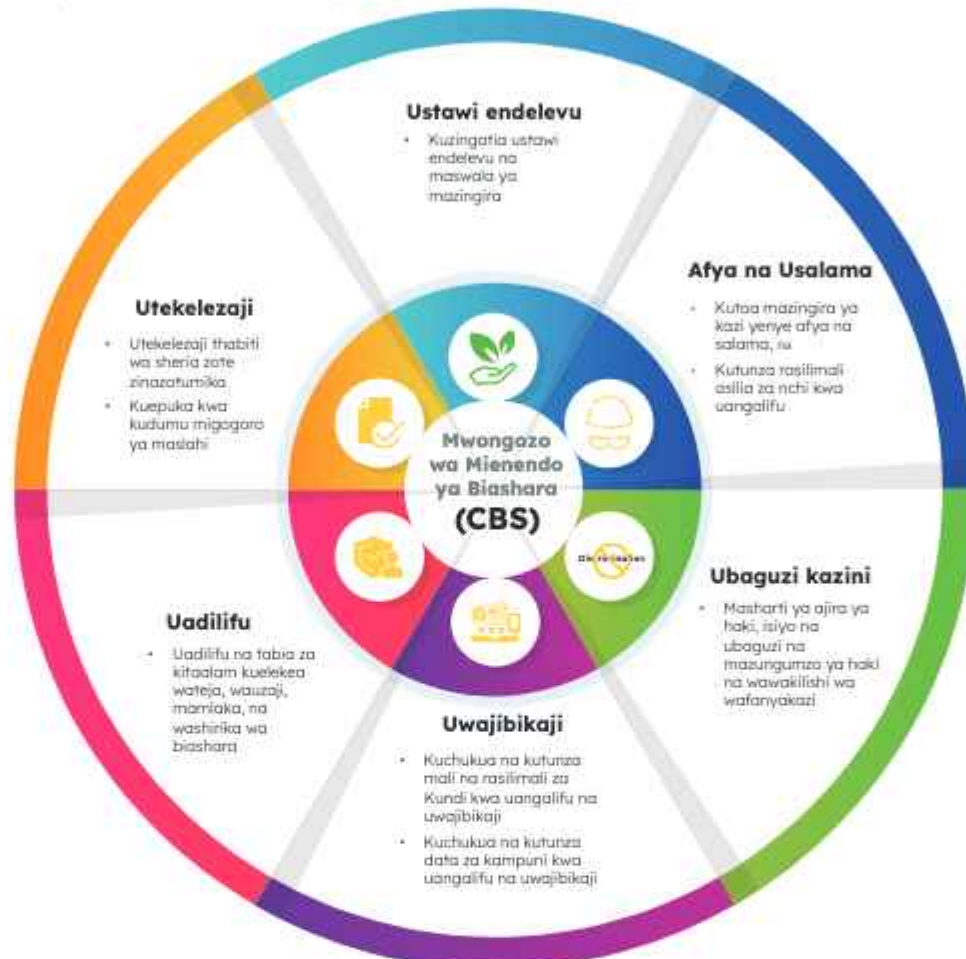 Ustawi endelevu
• Kuzingatia ustawi
endelevu na
maswala ya
mazingira
Afya na Usalama
• Kutoa mazingira ya
kazi yenye afya na
salama, na
• Kutunza rasilimali
asilia za nchi kwa
uangalifu
Ubaguzi kazini
• Masharti ya ajira ya
haki, isiyo na
ubaguzi na
mazungumzo ya haki
na wawakilishi wa
wafanyakazi
Uwajibikaji
• Kuchukua na kutunza
mali na rasilimali za
Kundi kwa uangalifu na
uwajibikaji
• Kuchukua na kutunza
data za kampuni kwa
uangalifu na uwajibikaji
Uadilifu
• Uadilifu na tabia za
kitaalam kuelekea
wateja, wauzaji,
mamlaka, na
washirika wa
biashara
Utekelezaji
• Utekelezaji thabiti
wa sheria zote
zinazotumika
• Kuepuka kwa
kudumu migogoro
ya maslahi
Mwongozo
wa Mienendo
ya Biashara
(CBS)
Discrimination